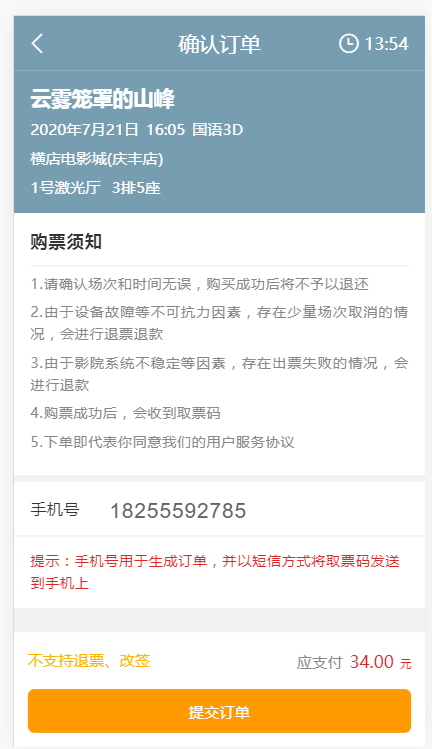 确认订单
13:54
云雾笼罩的山峰
2020年7月21日 16:05 国语3D
横店电影城(庆丰店)
1号激光厅 3排5座
购票须知
1.请确认场次和时间无误，购买成功后将不予以退还
2.由于设备故障等不可抗力因素，存在少量场次取消的情
况，会进行退票退款
3.由于影院系统不稳定等因素，存在出票失败的情况，会
进行退款
4.购票成功后，会收到取票码
5.下单即代表你同意我们的用户服务协议
手机号 18255592785
提示：手机号用于生成订单，并以短信方式将取票码发送
到手机上
不支持退票、改签
应支付 34.00 元
提交订单